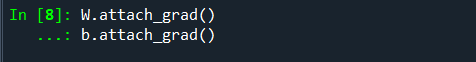 In [8]: W.attach_grad()
   ...: b.attach_grad()